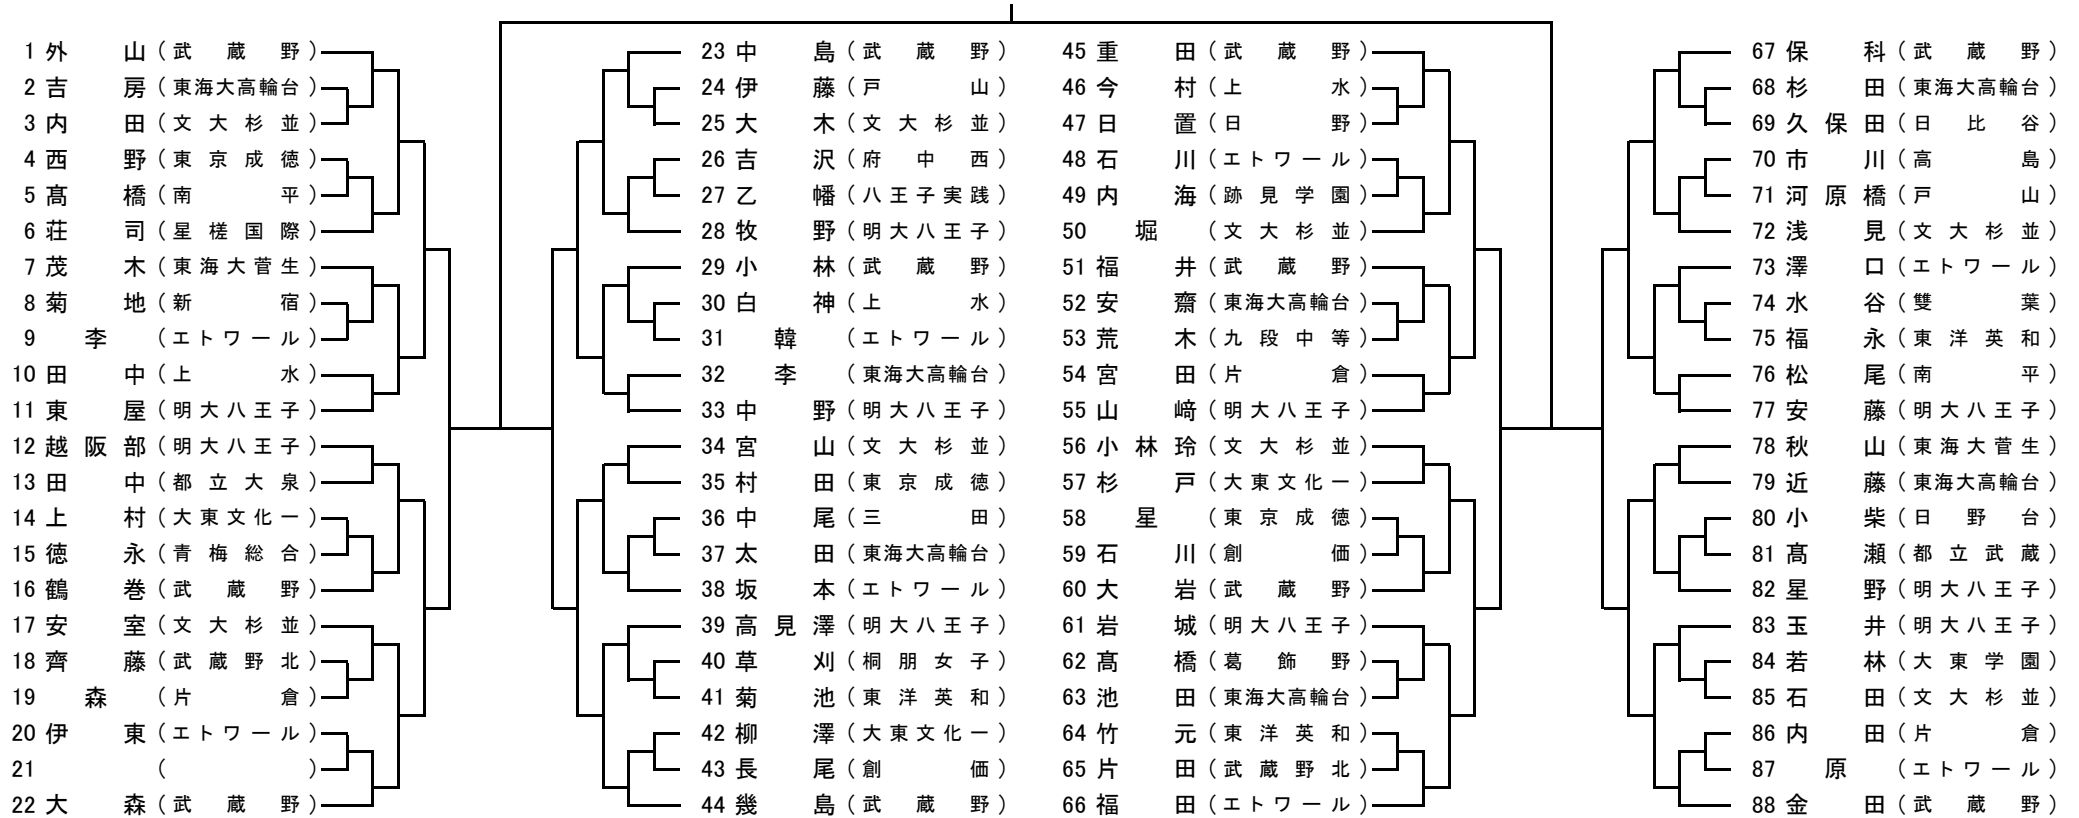 1 外山（武蔵野）
2 吉房（東海大高輪台）
3 内田（文大杉並）
4 西野（東京成徳）
5 髙橋（南平）
6 荘司（星槎国際）
7 茂木（東海大菅生）
8 菊地（新宿）
9 李（エトワール）
10 田中（上水）
11 東屋（明大八王子）
12 越阪部（明大八王子）
13 田中（都立大泉）
14 上村（大東文化一）
15 徳永（青梅総合）
16 鶴巻（武蔵野）
17 安室（文大杉並）
18 齊藤（武蔵野北）
19 森（片倉）
20 伊東（エトワール）
21 （ ）
22 大森（武蔵野）
23 中島（武蔵野）
24 伊藤（戸山）
25 大木（文大杉並）
26 吉沢（府中西）
27 乙幡（八王子実践）
28 牧野（明大八王子）
29 小林（武蔵野）
30 白神（上水）
31 韓（エトワール）
32 李（東海大高輪台）
33 中野（明大八王子）
34 宮山（文大杉並）
35 村田（東京成徳）
36 中尾（三田）
37 太田（東海大高輪台）
38 坂本（エトワール）
39 高見澤（明大八王子）
40 草刈（桐朋女子）
41 菊池（東洋英和）
42 柳澤（大東文化一）
43 長尾（創価）
44 幾島（武蔵野）
45 重田（武蔵野）
46 今村（上水）
47 日置（日野）
48 石川（エトワール）
49 内海（跡見学園）
50 堀（文大杉並）
51 福井（武蔵野）
52 安齋（東海大高輪台）
53 荒木（九段中等）
54 宮田（片倉）
55 山﨑（明大八王子）
56 小林玲（文大杉並）
57 杉戸（大東文化一）
58 星（東京成徳）
59 石川（創価）
60 大岩（武蔵野）
61 岩城（明大八王子）
62 髙橋（葛飾野）
63 池田（東海大高輪台）
64 竹元（東洋英和）
65 片田（武蔵野北）
66 福田（エトワール）
67 保科（武蔵野）
68 杉田（東海大高輪台）
69 久保田（日比谷）
70 市川（高島）
71 河原橋（戸山）
72 浅見（文大杉並）
73 澤口（エトワール）
74 水谷（雙葉）
75 福永（東洋英和）
76 松尾（南平）
77 安藤（明大八王子）
78 秋山（東海大菅生）
79 近藤（東海大高輪台）
80 小柴（日野台）
81 髙瀬（都立武蔵）
82 星野（明大八王子）
83 玉井（明大八王子）
84 若林（大東学園）
85 石田（文大杉並）
86 内田（片倉）
87 原（エトワール）
88 金田（武蔵野）